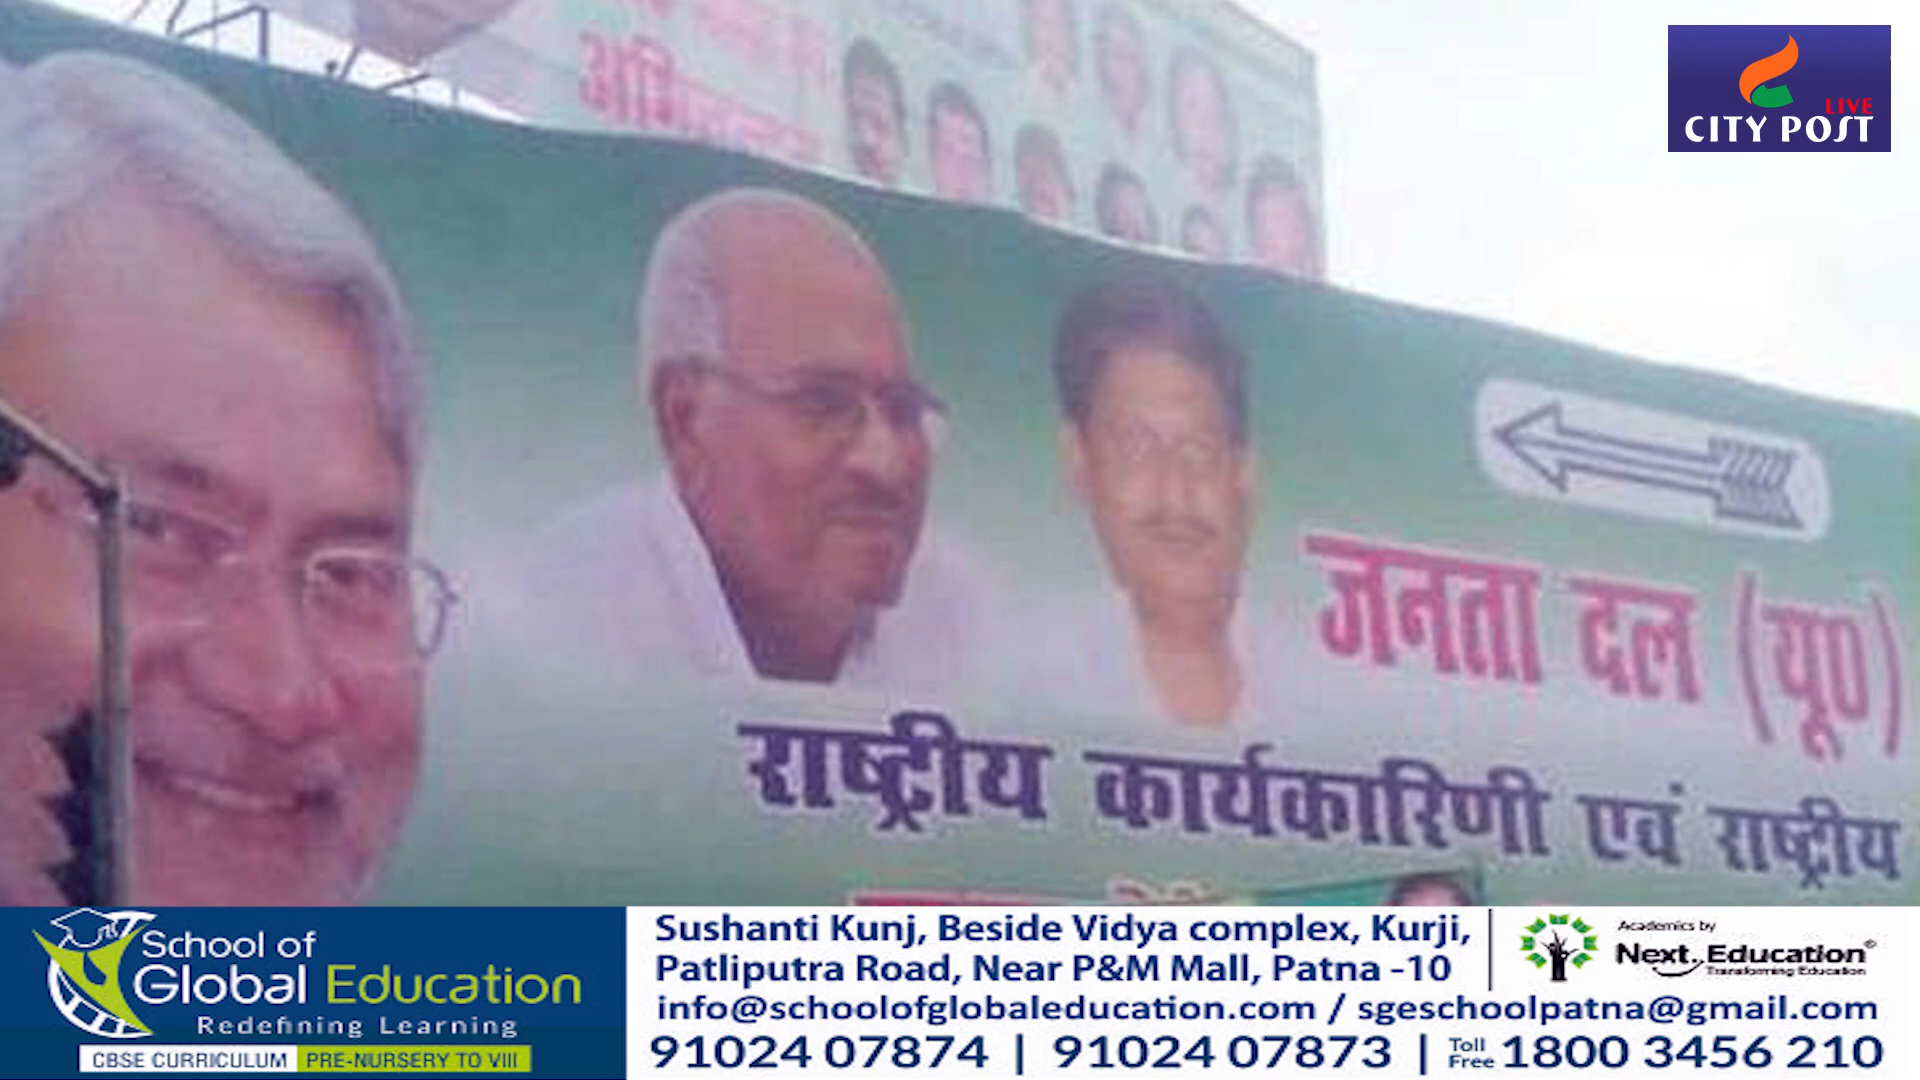 LIVE
CITY POST
जनता दल (यू०)
राष्ट्रीय कार्यकारिणी एवं राष्ट्रीय
School of
Global Education
Redefining Learning
CBSE CURRICULUM PRE-NURSERY TO VIII
Sushanti Kunj, Beside Vidya complex, Kurji,
Patliputra Road, Near P&M Mall, Patna -10
info@schoolofglobaleducation.com / sgeschoolpatna@gmail.com
91024 07874 | 91024 07873 | Toll Free 1800 3456 210
Academics by
Next Education
Transforming Education